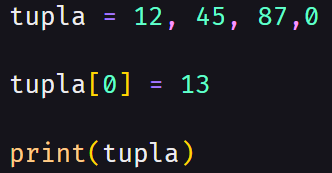 tupla = 12, 45, 87,0
tupla[0] = 13
print(tupla)